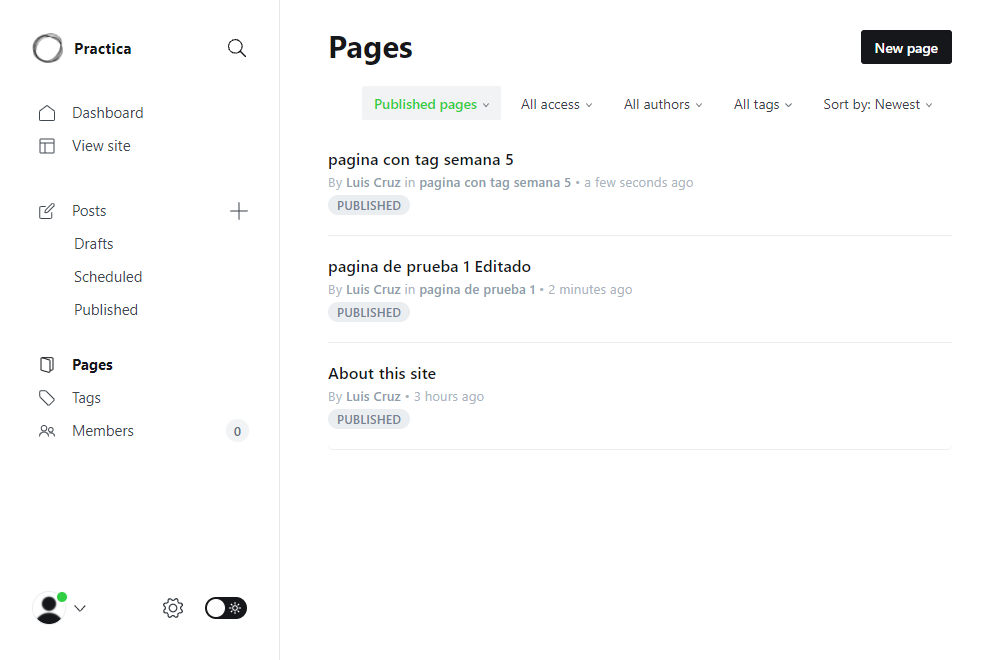 Practica
Dashboard
View site
Posts
Drafts
Scheduled
Published
Pages
Tags
Members 0
Pages
New page
Published pages All access All authors All tags Sort by: Newest
pagina con tag semana 5
By Luis Cruz in pagina con tag semana 5 • a few seconds ago
PUBLISHED
pagina de prueba 1 Editado
By Luis Cruz in pagina de prueba 1 • 2 minutes ago
PUBLISHED
About this site
By Luis Cruz • 3 hours ago
PUBLISHED